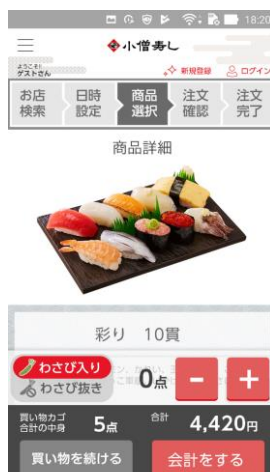 18:20
小僧寿し
ようこそ！
ゲストさん
新規登録 ログイン
お店
検索
日時
設定
商品
選択
注文
確認
注文
完了
商品詳細
彩り 10貫
わさび入り
わさび抜き
0点 - +
買い物カゴ
合計の中身 5点 合計 4,420円
買い物を続ける 会計をする